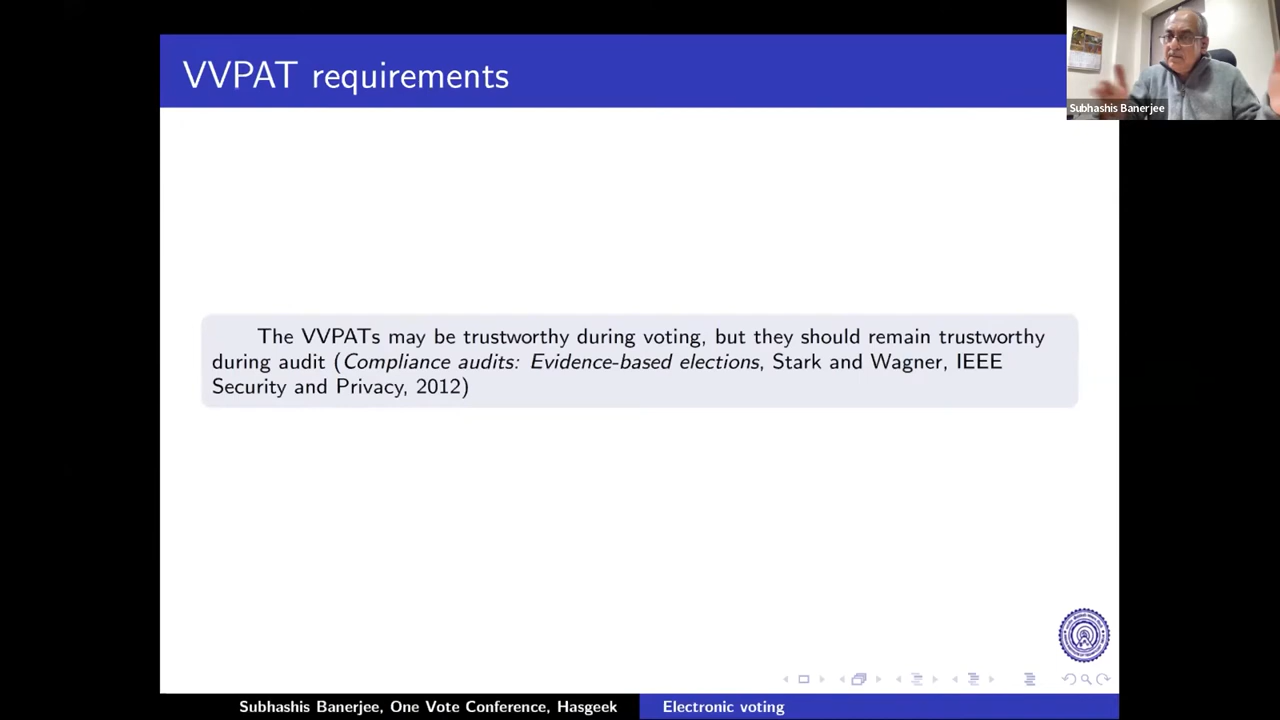 VVPAT requirements
Subhashis Banerjee
The VVPATs may be trustworthy during voting, but they should remain trustworthy
during audit (Compliance audits: Evidence-based elections, Stark and Wagner, IEEE
Security and Privacy, 2012)
Subhashis Banerjee, One Vote Conference, Hasgeek
Electronic voting